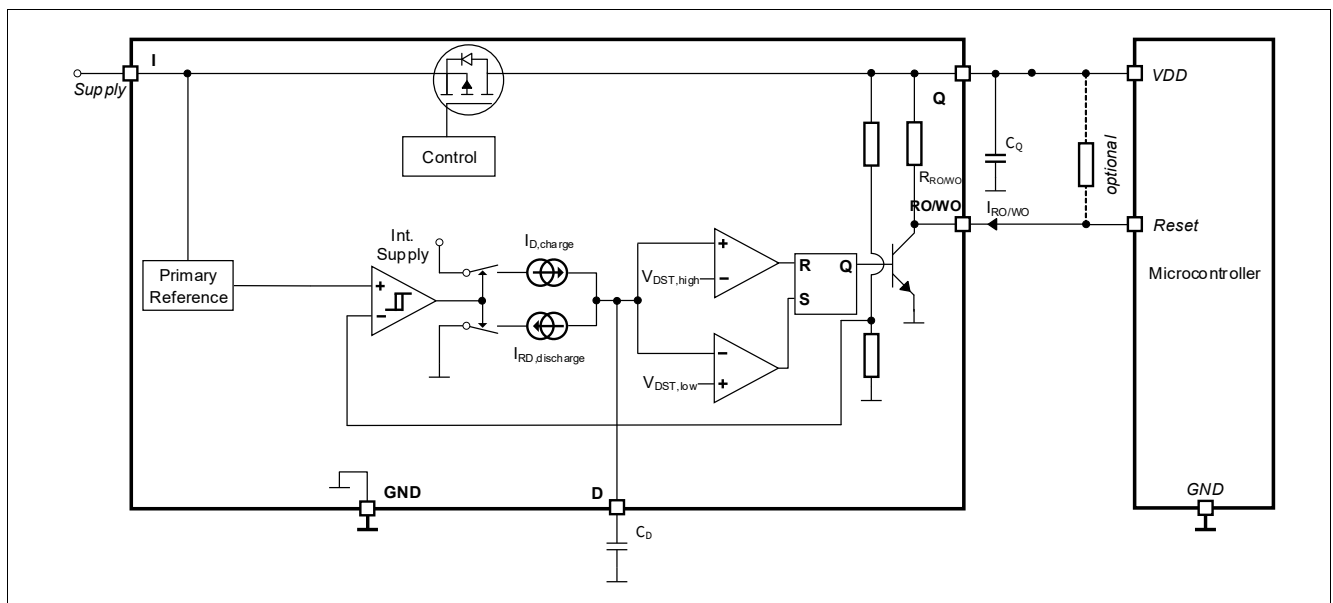 I
Supply
Q
VDD
Control
C_Q
optional
R_RO/WO
RO/WO
I_RO/WO
Reset
Int.
Supply
I_D,charge
+
−
V_DST,high
R
Q
S
Microcontroller
Primary
Reference
+
−
I_RD,discharge
−
V_DST,low
+
GND
D
GND
C_D